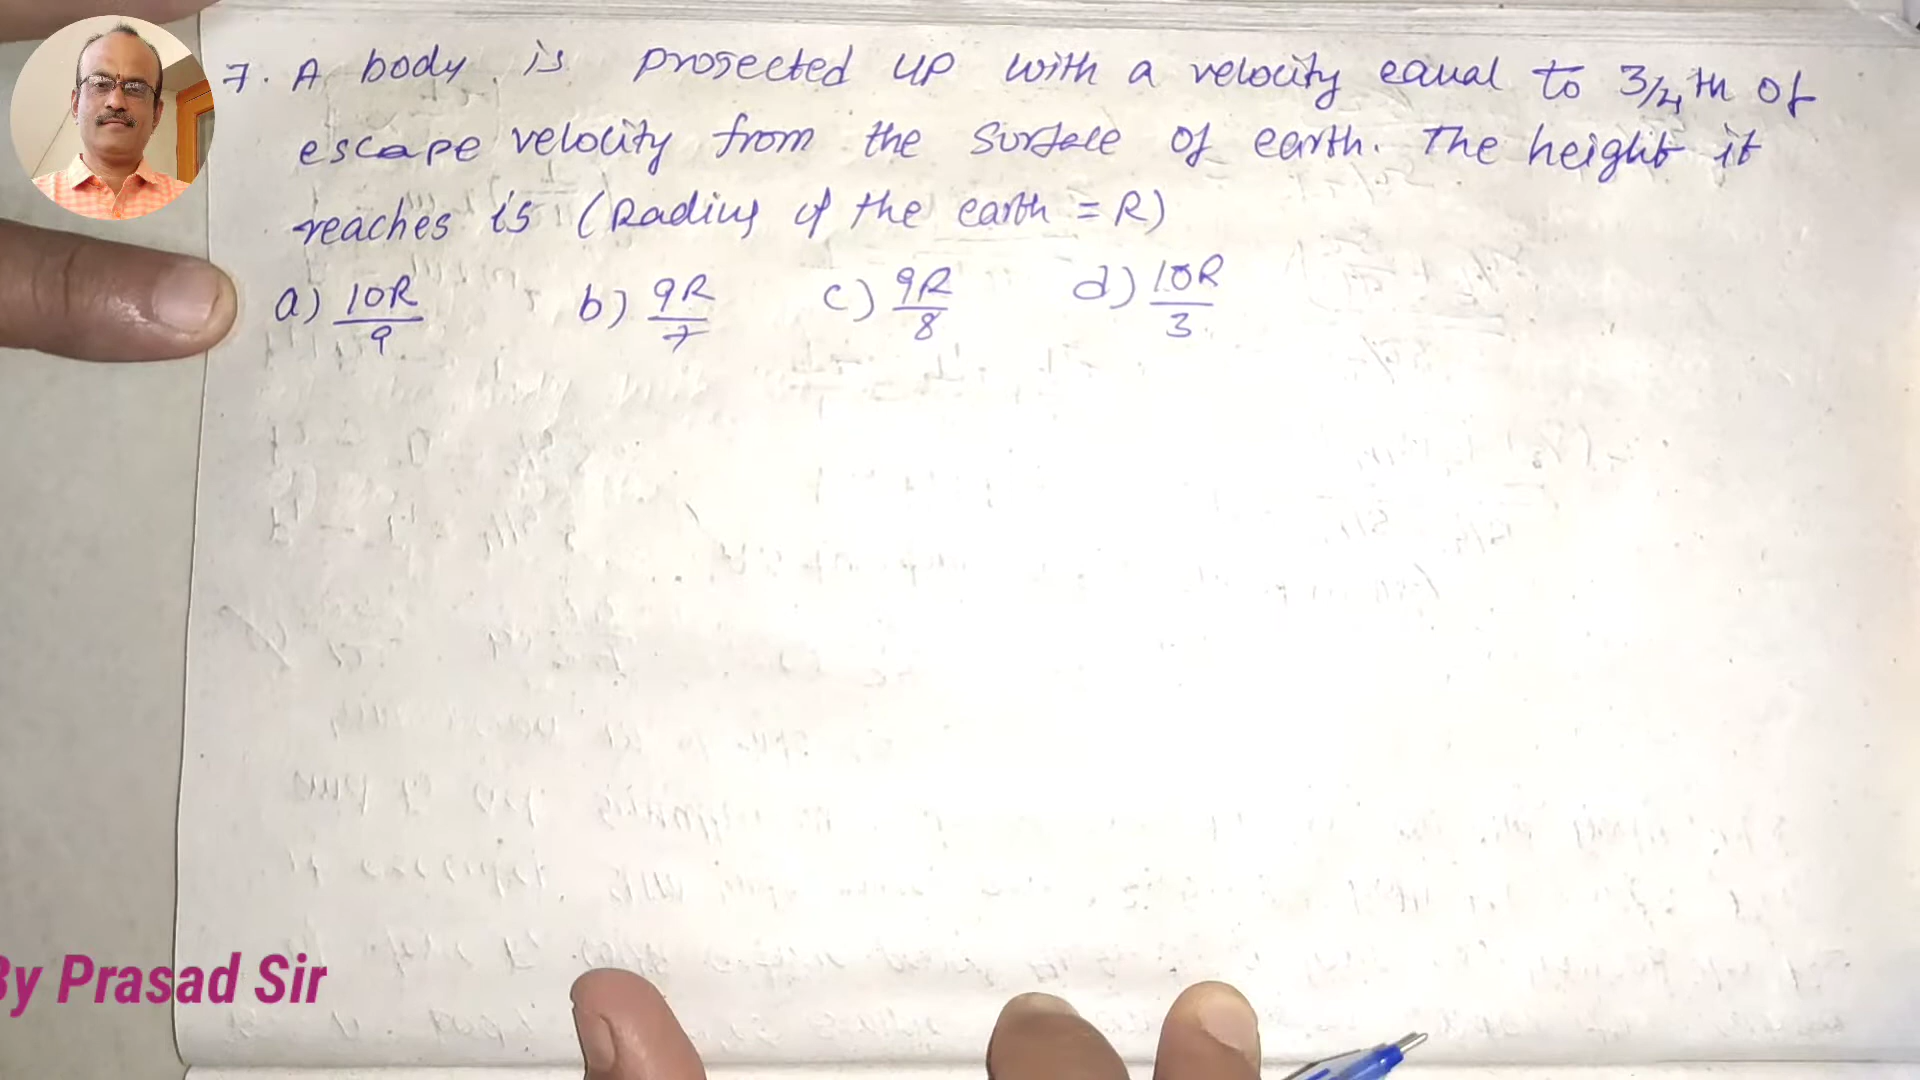 7. A body is projected up with a velocity equal to 3/4 th of
escape velocity from the surface of earth. The height it
reaches is (Radius of the earth = R)
a) 10R/9 b) 9R/7 c) 9R/8 d) 10R/3
By Prasad Sir